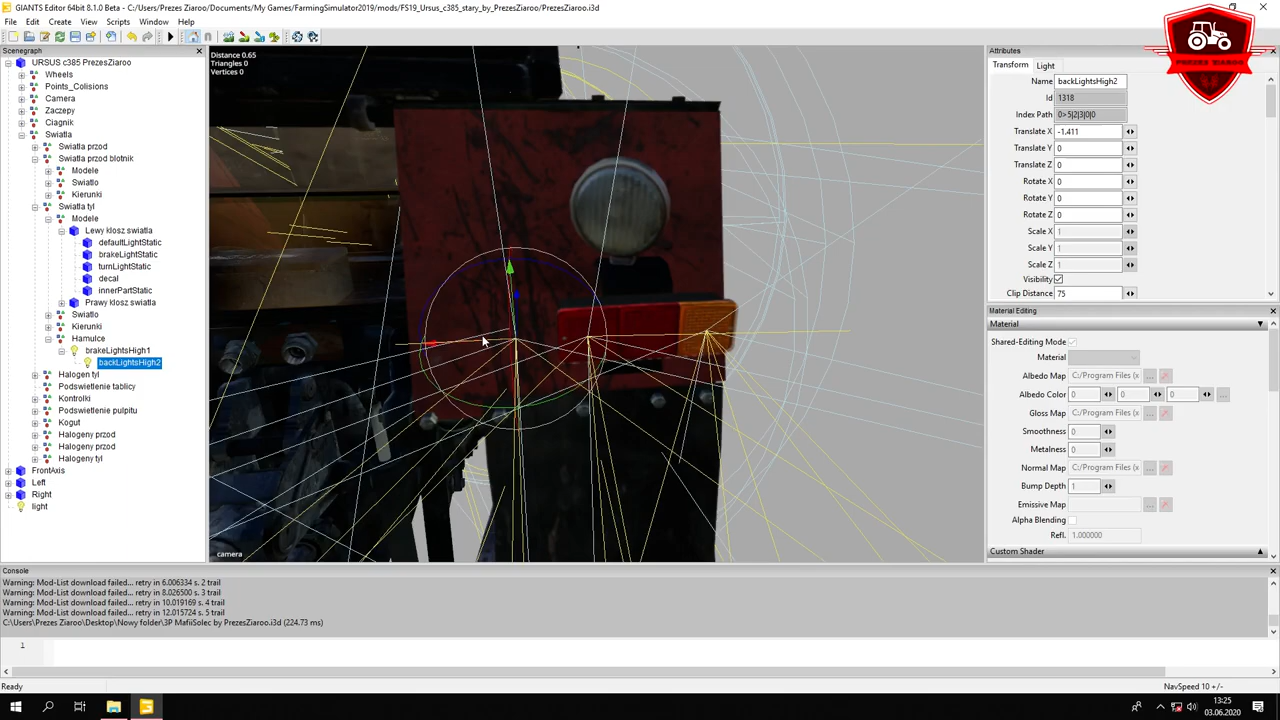 GIANTS Editor 64bit 8.1.0 Beta - C:/Users/Prezes Ziaroo/Documents/My Games/FarmingSimulator2019/mods/FS19_Ursus_c385_stary_by_PrezesZiaroo/PrezesZiaroo.i3d
File Edit Create View Scripts Window Help
Scenegraph
URSUS c385 PrezesZiaroo
Wheels
Points_Colisions
Camera
Zaczepy
Ciagnik
Swiatla
Swiatla przod
Swiatla przod blotnik
Modele
Swiatlo
Kierunki
Swiatla tyl
Modele
Lewy klosz swiatla
defaultLightStatic
brakeLightStatic
turnLightStatic
decal
innerPartStatic
Prawy klosz swiatla
Swiatlo
Kierunki
Hamulce
brakeLightsHigh1
backLightsHigh2
Halogen tyl
Podswietlenie tablicy
Kontrolki
Podswietlenie pulpitu
Kogut
Halogeny przod
Halogeny przod
Halogeny tyl
FrontAxis
Left
Right
light
Distance 0.65
Triangles 0
Vertices 0
camera
PREZES ZIAROO
Attributes
Transform Light
Name backLightsHigh2
Id 1318
Index Path 0>5|2|3|0|0
Translate X -1.411
Translate Y 0
Translate Z 0
Rotate X 0
Rotate Y 0
Rotate Z 0
Scale X 1
Scale Y 1
Scale Z 1
Visibility
Clip Distance 75
Material Editing
Material
Shared-Editing Mode
Material
Albedo Map C:/Program Files (x ...
Albedo Color 0 0 0 ...
Gloss Map C:/Program Files (x ...
Smoothness 0
Metalness 0
Normal Map C:/Program Files (x ...
Bump Depth 1
Emissive Map ...
Alpha Blending
Refl. 1.000000
Custom Shader
Console
Warning: Mod-List download failed... retry in 6.006334 s. 2 trail
Warning: Mod-List download failed... retry in 8.026500 s. 3 trail
Warning: Mod-List download failed... retry in 10.019169 s. 4 trail
Warning: Mod-List download failed... retry in 12.015724 s. 5 trail
C:\Users\Prezes Ziaroo\Desktop\Nowy folder\3P MafiiSolec by PrezesZiaroo.i3d (224.73 ms)
1
Ready
NavSpeed 10 +/-
13:25
03.06.2020